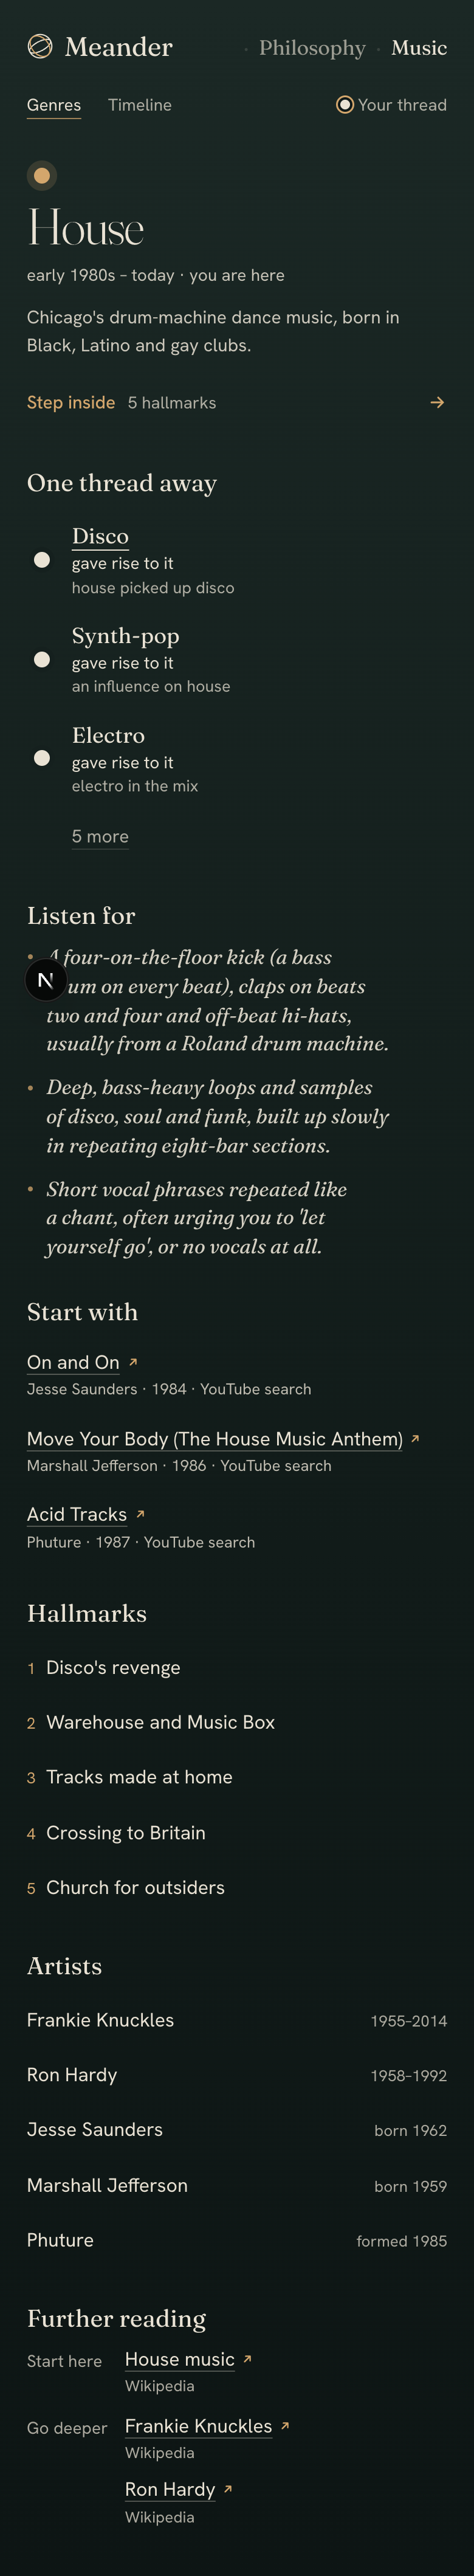 Meander
· Philosophy · Music
Genres Timeline Your thread
House
early 1980s – today · you are here
Chicago's drum-machine dance music, born in
Black, Latino and gay clubs.
Step inside 5 hallmarks →
One thread away
Disco
gave rise to it
house picked up disco
Synth-pop
gave rise to it
an influence on house
Electro
gave rise to it
electro in the mix
5 more
Listen for
• A four-on-the-floor kick (a bass
um on every beat), claps on beats
two and four and off-beat hi-hats,
usually from a Roland drum machine.
• Deep, bass-heavy loops and samples
of disco, soul and funk, built up slowly
in repeating eight-bar sections.
• Short vocal phrases repeated like
a chant, often urging you to 'let
yourself go', or no vocals at all.
Start with
On and On ↗
Jesse Saunders · 1984 · YouTube search
Move Your Body (The House Music Anthem) ↗
Marshall Jefferson · 1986 · YouTube search
Acid Tracks ↗
Phuture · 1987 · YouTube search
Hallmarks
1 Disco's revenge
2 Warehouse and Music Box
3 Tracks made at home
4 Crossing to Britain
5 Church for outsiders
Artists
Frankie Knuckles 1955–2014
Ron Hardy 1958–1992
Jesse Saunders born 1962
Marshall Jefferson born 1959
Phuture formed 1985
Further reading
Start here House music ↗
Wikipedia
Go deeper Frankie Knuckles ↗
Wikipedia
Ron Hardy ↗
Wikipedia